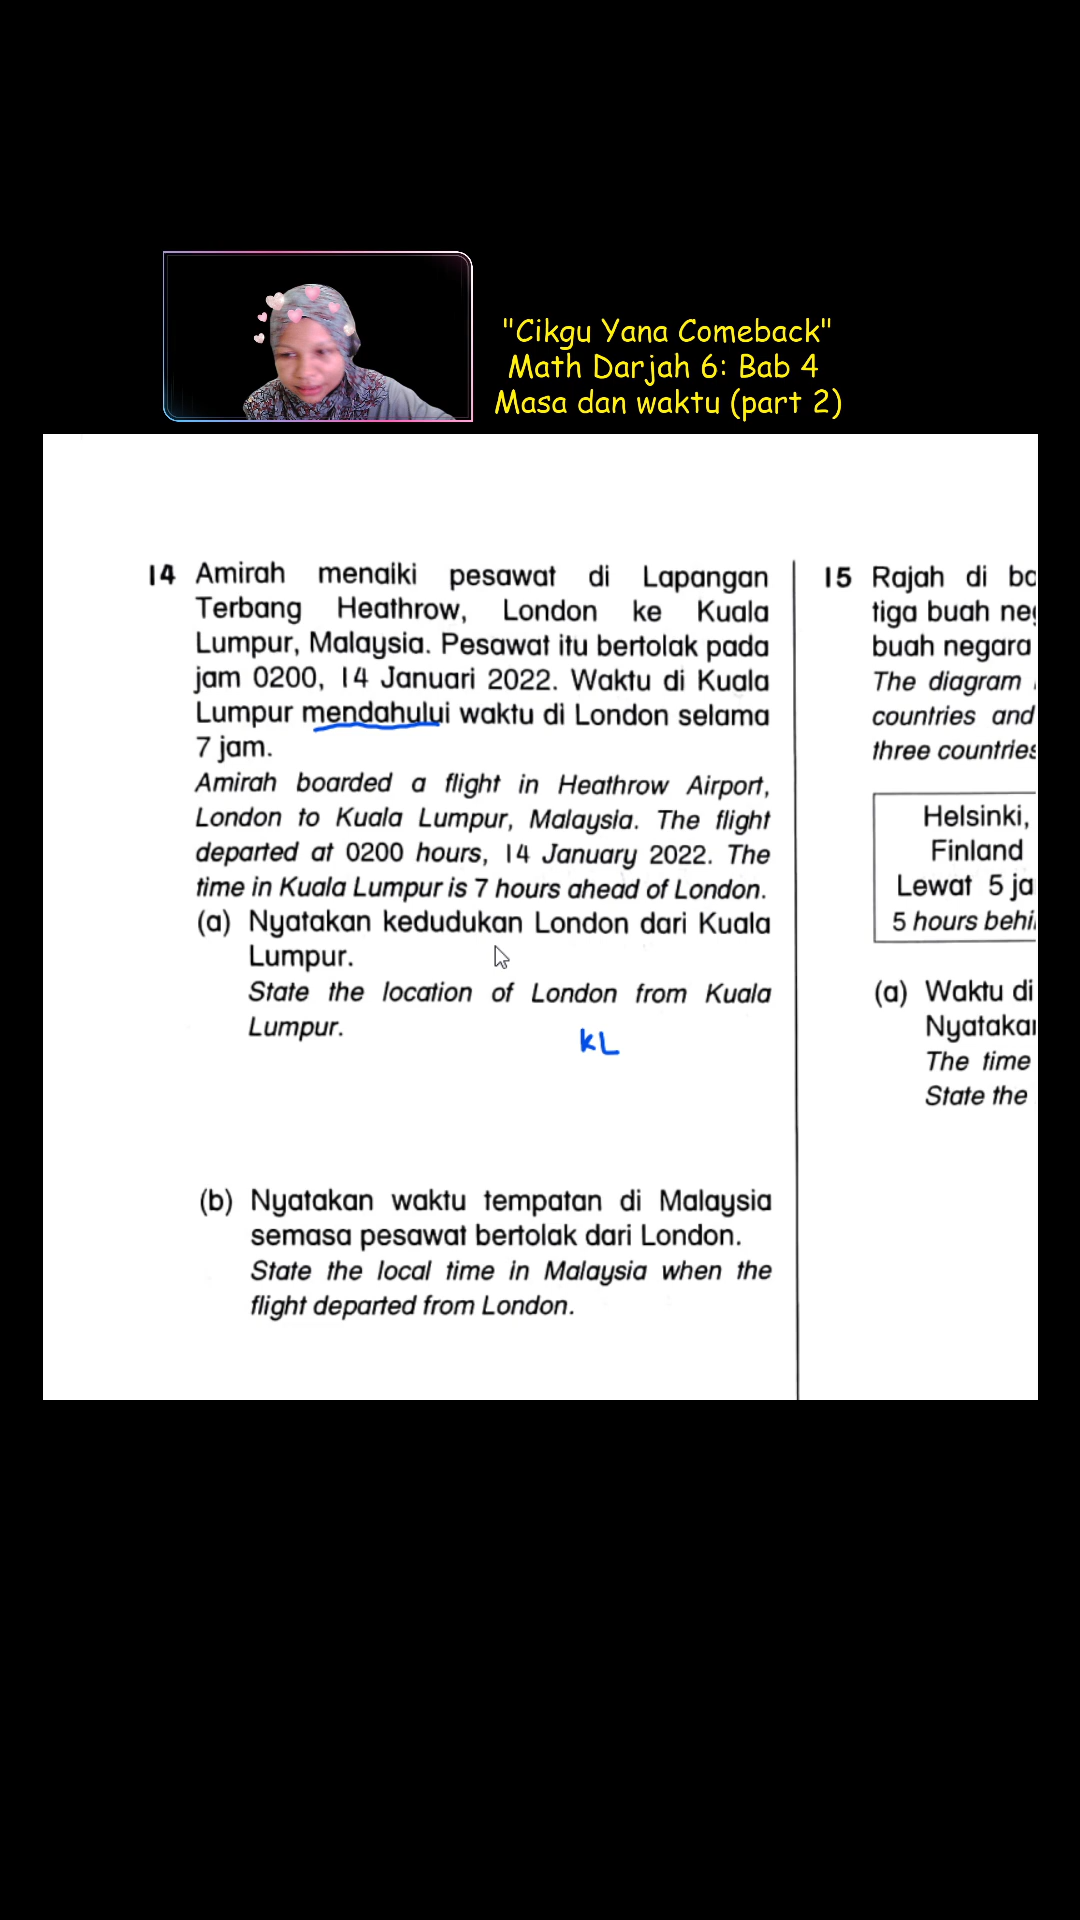 "Cikgu Yana Comeback"
Math Darjah 6: Bab 4
Masa dan waktu (part 2)
14 Amirah menaiki pesawat di Lapangan
Terbang Heathrow, London ke Kuala
Lumpur, Malaysia. Pesawat itu bertolak pada
jam 0200, 14 Januari 2022. Waktu di Kuala
Lumpur mendahului waktu di London selama
7 jam.
Amirah boarded a flight in Heathrow Airport,
London to Kuala Lumpur, Malaysia. The flight
departed at 0200 hours, 14 January 2022. The
time in Kuala Lumpur is 7 hours ahead of London.
(a) Nyatakan kedudukan London dari Kuala
Lumpur.
State the location of London from Kuala
Lumpur.
KL
(b) Nyatakan waktu tempatan di Malaysia
semasa pesawat bertolak dari London.
State the local time in Malaysia when the
flight departed from London.
15 Rajah di
tiga buah
buah negara
The diagram
countries and
three countries
Helsinki,
Finland
Lewat 5
5 hours
(a) Waktu di
The time
State the